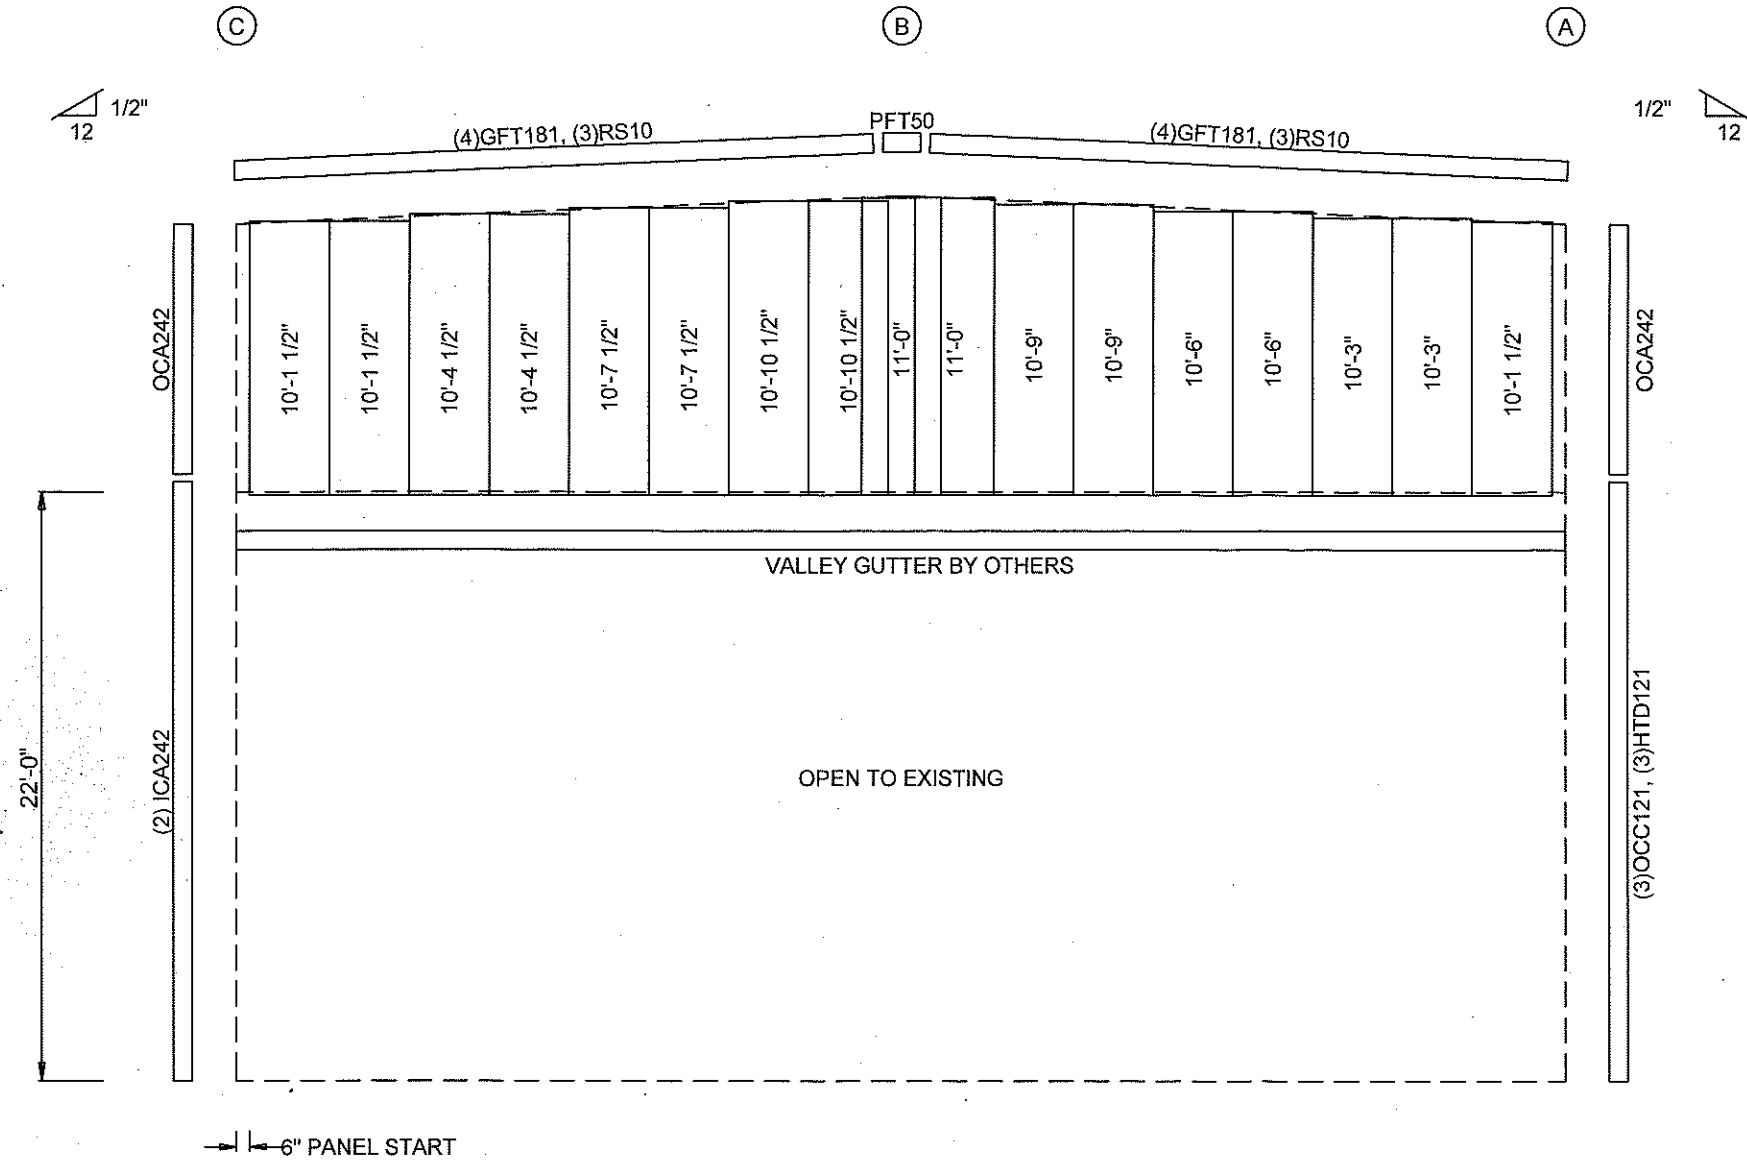 C
B
A
1/2"
12
(4)GFT181, (3)RS10
PFT50
(4)GFT181, (3)RS10
1/2"
12
OCA242
10'-1 1/2"
10'-1 1/2"
10'-4 1/2"
10'-4 1/2"
10'-7 1/2"
10'-7 1/2"
10'-10 1/2"
10'-10 1/2"
11'-0"
11'-0"
10'-9"
10'-9"
10'-6"
10'-6"
10'-3"
10'-3"
10'-1 1/2"
OCA242
VALLEY GUTTER BY OTHERS
22'-0"
(2) ICA242
OPEN TO EXISTING
(3)OCC121, (3)HTD121
6" PANEL START